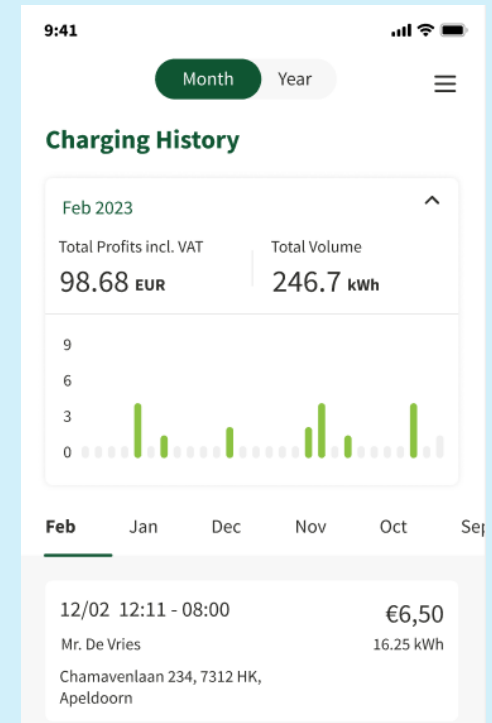 9:41
Month Year
Charging History
Feb 2023
Total Profits incl. VAT Total Volume
98.68 EUR 246.7 kWh
9
6
3
0
Feb Jan Dec Nov Oct Sep
12/02 12:11 - 08:00 €6,50
Mr. De Vries 16.25 kWh
Chamavenlaan 234, 7312 HK,
Apeldoorn